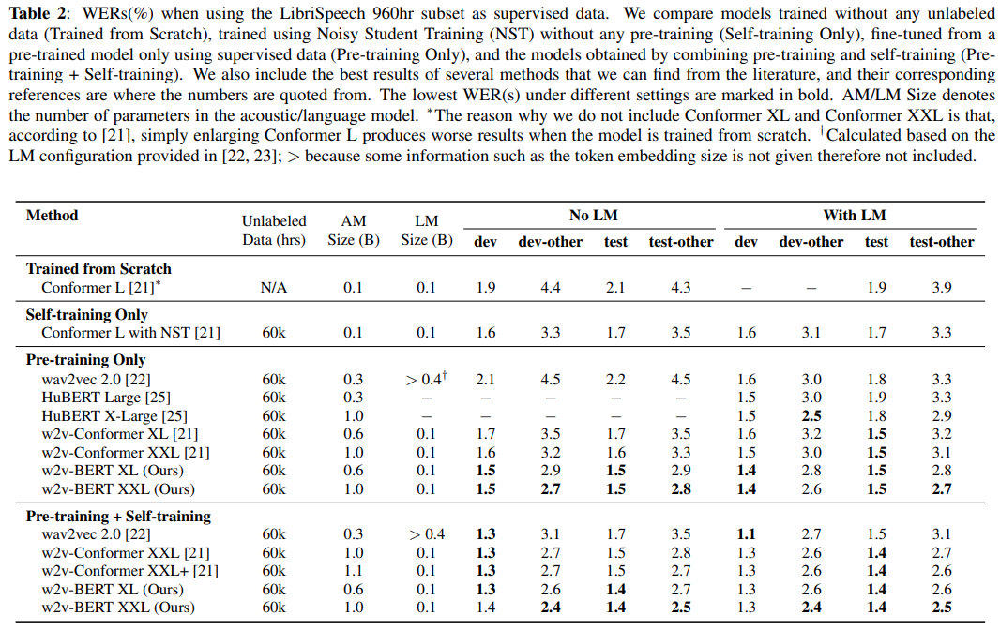 Table 2: WERs(%) when using the LibriSpeech 960hr subset as supervised data. We compare models trained without any unlabeled
data (Trained from Scratch), trained using Noisy Student Training (NST) without any pre-training (Self-training Only), fine-tuned from a
pre-trained model only using supervised data (Pre-training Only), and the models obtained by combining pre-training and self-training (Pre-
training + Self-training). We also include the best results of several methods that we can find from the literature, and their corresponding
references are where the numbers are quoted from. The lowest WER(s) under different settings are marked in bold. AM/LM Size denotes
the number of parameters in the acoustic/language model. *The reason why we do not include Conformer XL and Conformer XXL is that,
according to [21], simply enlarging Conformer L produces worse results when the model is trained from scratch. †Calculated based on the
LM configuration provided in [22, 23]; > because some information such as the token embedding size is not given therefore not included.
Method Unlabeled AM LM No LM With LM
Data (hrs) Size (B) Size (B) dev dev-other test test-other dev dev-other test test-other
Trained from Scratch
Conformer L [21]* N/A 0.1 0.1 1.9 4.4 2.1 4.3 – – 1.9 3.9
Self-training Only
Conformer L with NST [21] 60k 0.1 0.1 1.6 3.3 1.7 3.5 1.6 3.1 1.7 3.3
Pre-training Only
wav2vec 2.0 [22] 60k 0.3 > 0.4† 2.1 4.5 2.2 4.5 1.6 3.0 1.8 3.3
HuBERT Large [25] 60k 0.3 – – – – – 1.5 3.0 1.9 3.3
HuBERT X-Large [25] 60k 1.0 – – – – – 1.5 2.5 1.8 2.9
w2v-Conformer XL [21] 60k 0.6 0.1 1.7 3.5 1.7 3.5 1.6 3.2 1.5 3.2
w2v-Conformer XXL [21] 60k 1.0 0.1 1.6 3.2 1.6 3.3 1.5 3.0 1.5 3.1
w2v-BERT XL (Ours) 60k 0.6 0.1 1.5 2.9 1.5 2.9 1.4 2.8 1.5 2.8
w2v-BERT XXL (Ours) 60k 1.0 0.1 1.5 2.7 1.5 2.8 1.4 2.6 1.5 2.7
Pre-training + Self-training
wav2vec 2.0 [22] 60k 0.3 > 0.4 1.3 3.1 1.7 3.5 1.1 2.7 1.5 3.1
w2v-Conformer XXL [21] 60k 1.0 0.1 1.3 2.7 1.5 2.8 1.3 2.6 1.4 2.7
w2v-Conformer XXL+ [21] 60k 1.1 0.1 1.3 2.7 1.5 2.7 1.3 2.6 1.4 2.6
w2v-BERT XL (Ours) 60k 0.6 0.1 1.3 2.6 1.4 2.7 1.3 2.6 1.4 2.6
w2v-BERT XXL (Ours) 60k 1.0 0.1 1.4 2.4 1.4 2.5 1.3 2.4 1.4 2.5